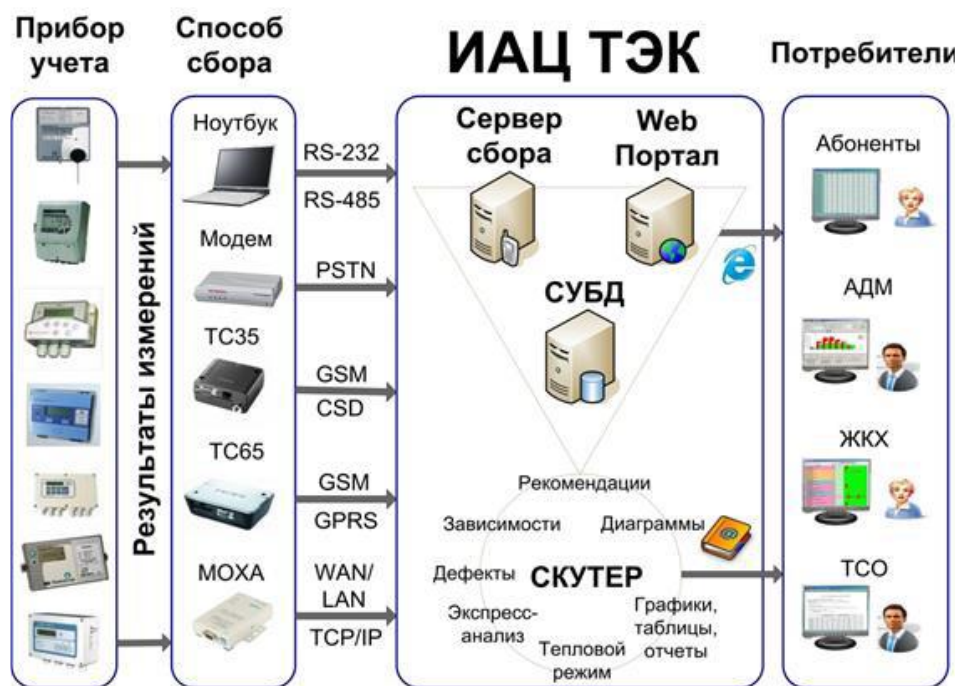 Прибор
учета
Способ
сбора
ИАЦ ТЭК
Потребители
Результаты измерений
Ноутбук
Модем
TC35
TC65
MOXA
RS-232
RS-485
PSTN
GSM
CSD
GSM
GPRS
WAN/
LAN
TCP/IP
Сервер
сбора
Web
Портал
СУБД
Рекомендации
Зависимости
Диаграммы
Дефекты
СКУТЕР
Экспресс-
анализ
Тепловой
режим
Графики,
таблицы,
отчеты
Абоненты
АДМ
ЖКХ
ТСО